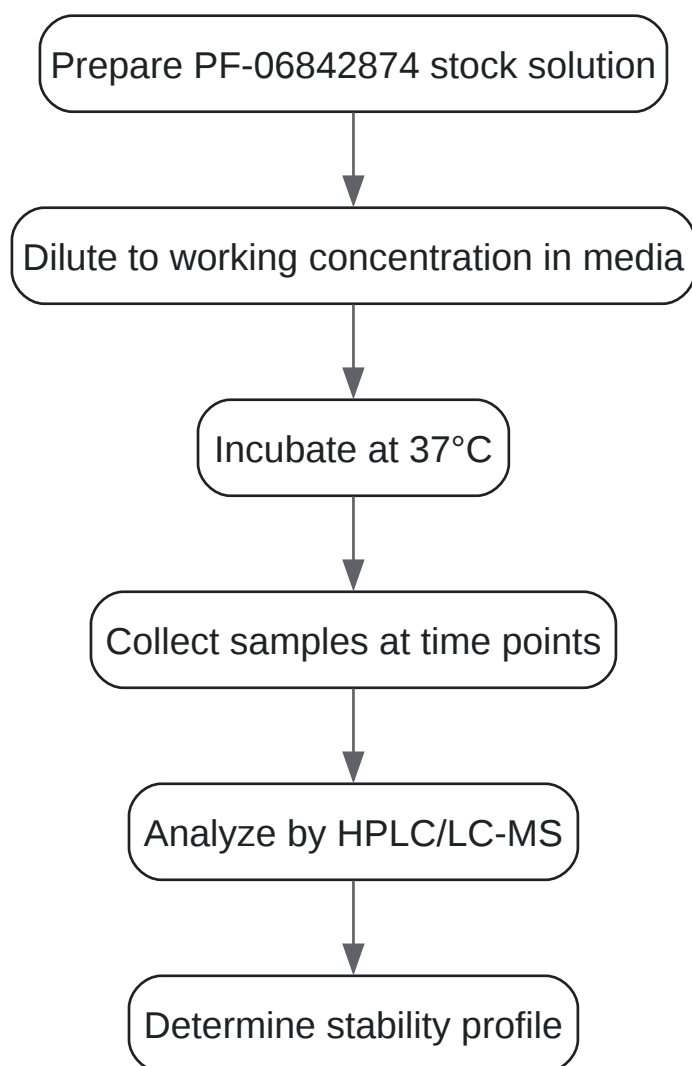 Prepare PF-06842874 stock solution
Dilute to working concentration in media
Incubate at 37°C
Collect samples at time points
Analyze by HPLC/LC-MS
Determine stability profile